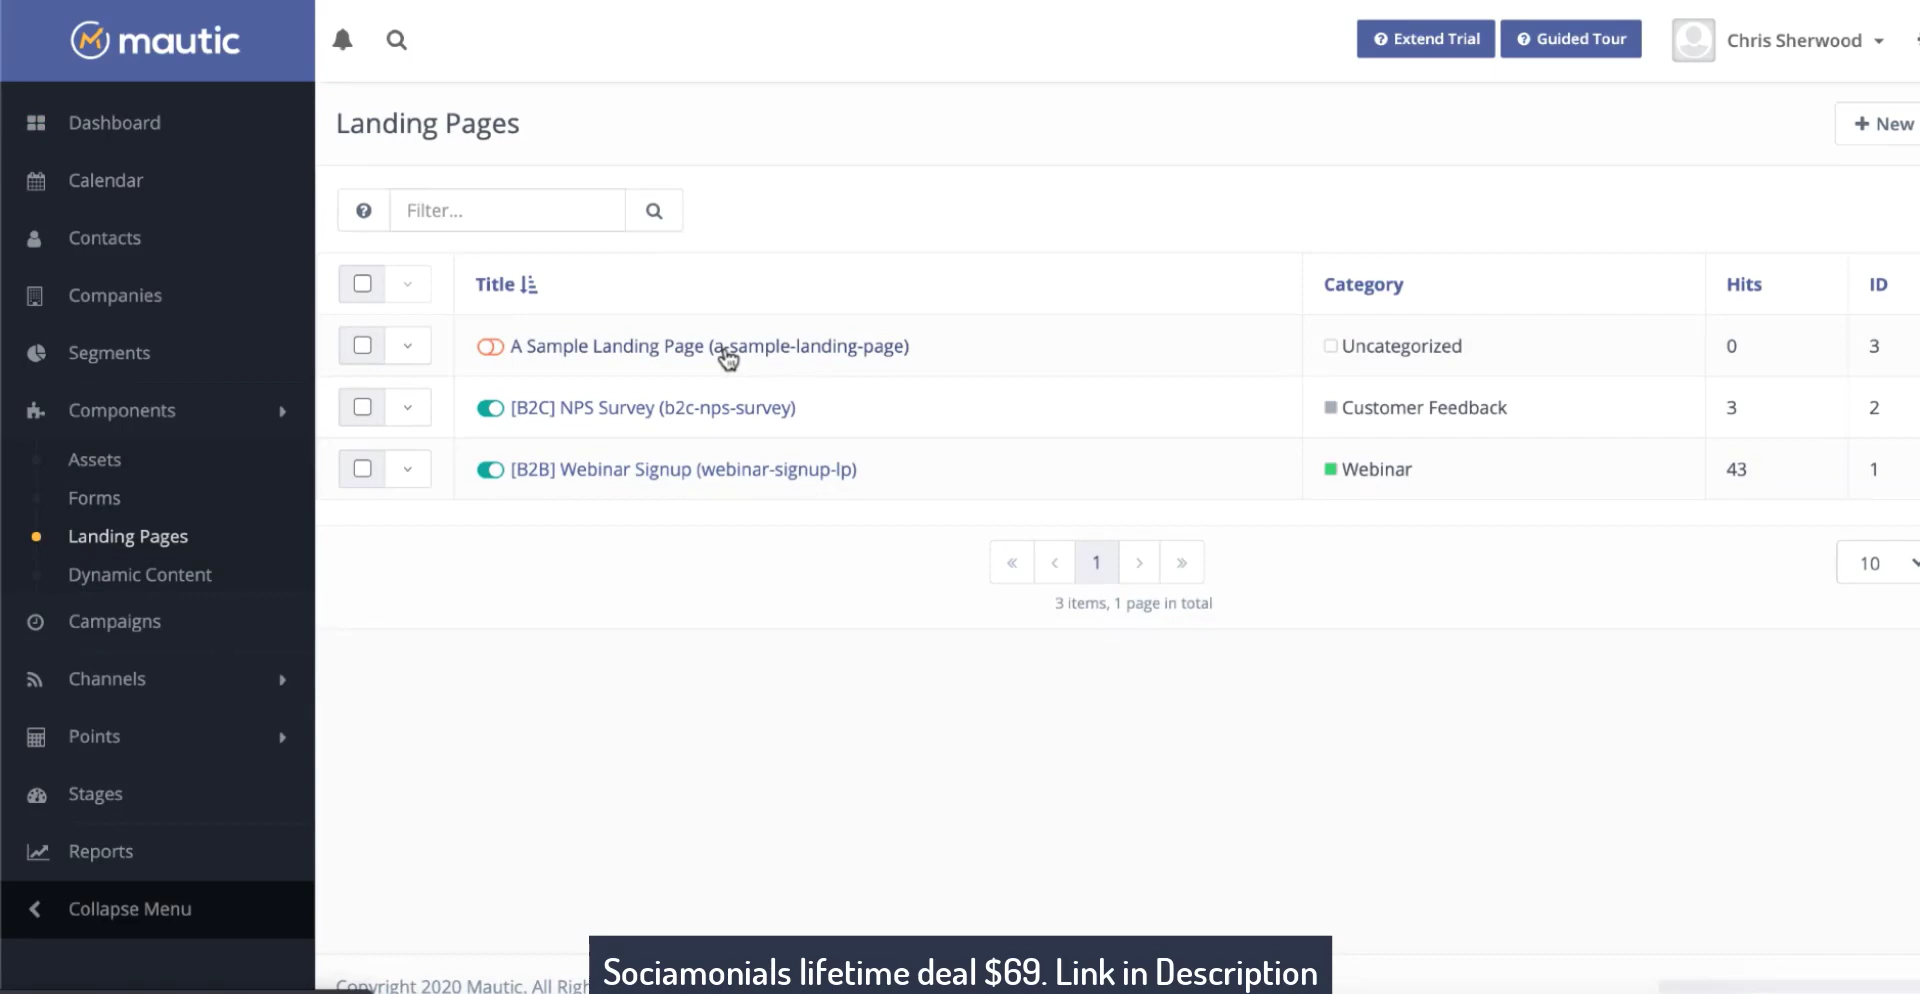 mautic
Extend Trial
Guided Tour
Chris Sherwood
Dashboard
Calendar
Contacts
Companies
Segments
Components
Assets
Forms
Landing Pages
Dynamic Content
Campaigns
Channels
Points
Stages
Reports
Collapse Menu
Landing Pages
+ New
Filter...
Title Category Hits ID
A Sample Landing Page (a-sample-landing-page) Uncategorized 0 3
[B2C] NPS Survey (b2c-nps-survey) Customer Feedback 3 2
[B2B] Webinar Signup (webinar-signup-lp) Webinar 43 1
« ‹ 1 › »
10
3 items, 1 page in total
Copyright 2020 Mautic. All
Sociamonials lifetime deal $69. Link in Description